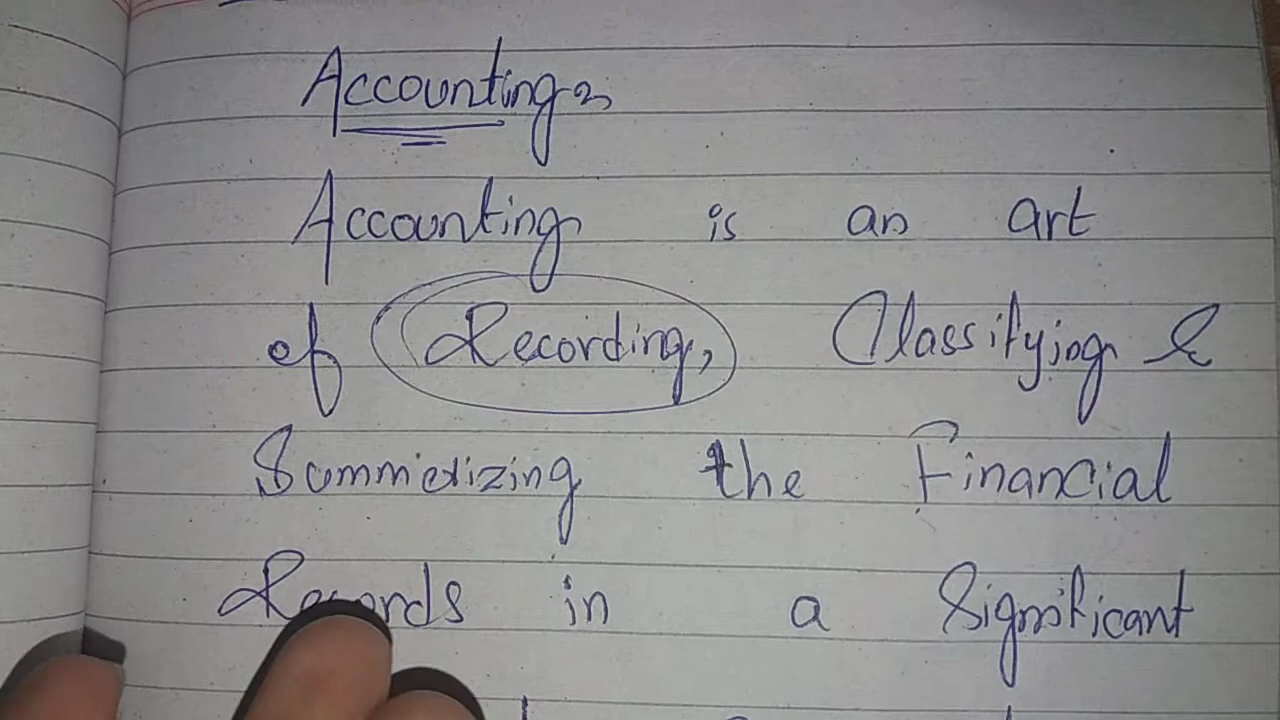 Accounting:
Accounting is an art
of Recording, Classifying &
Summerizing the Financial
Records in a Significant